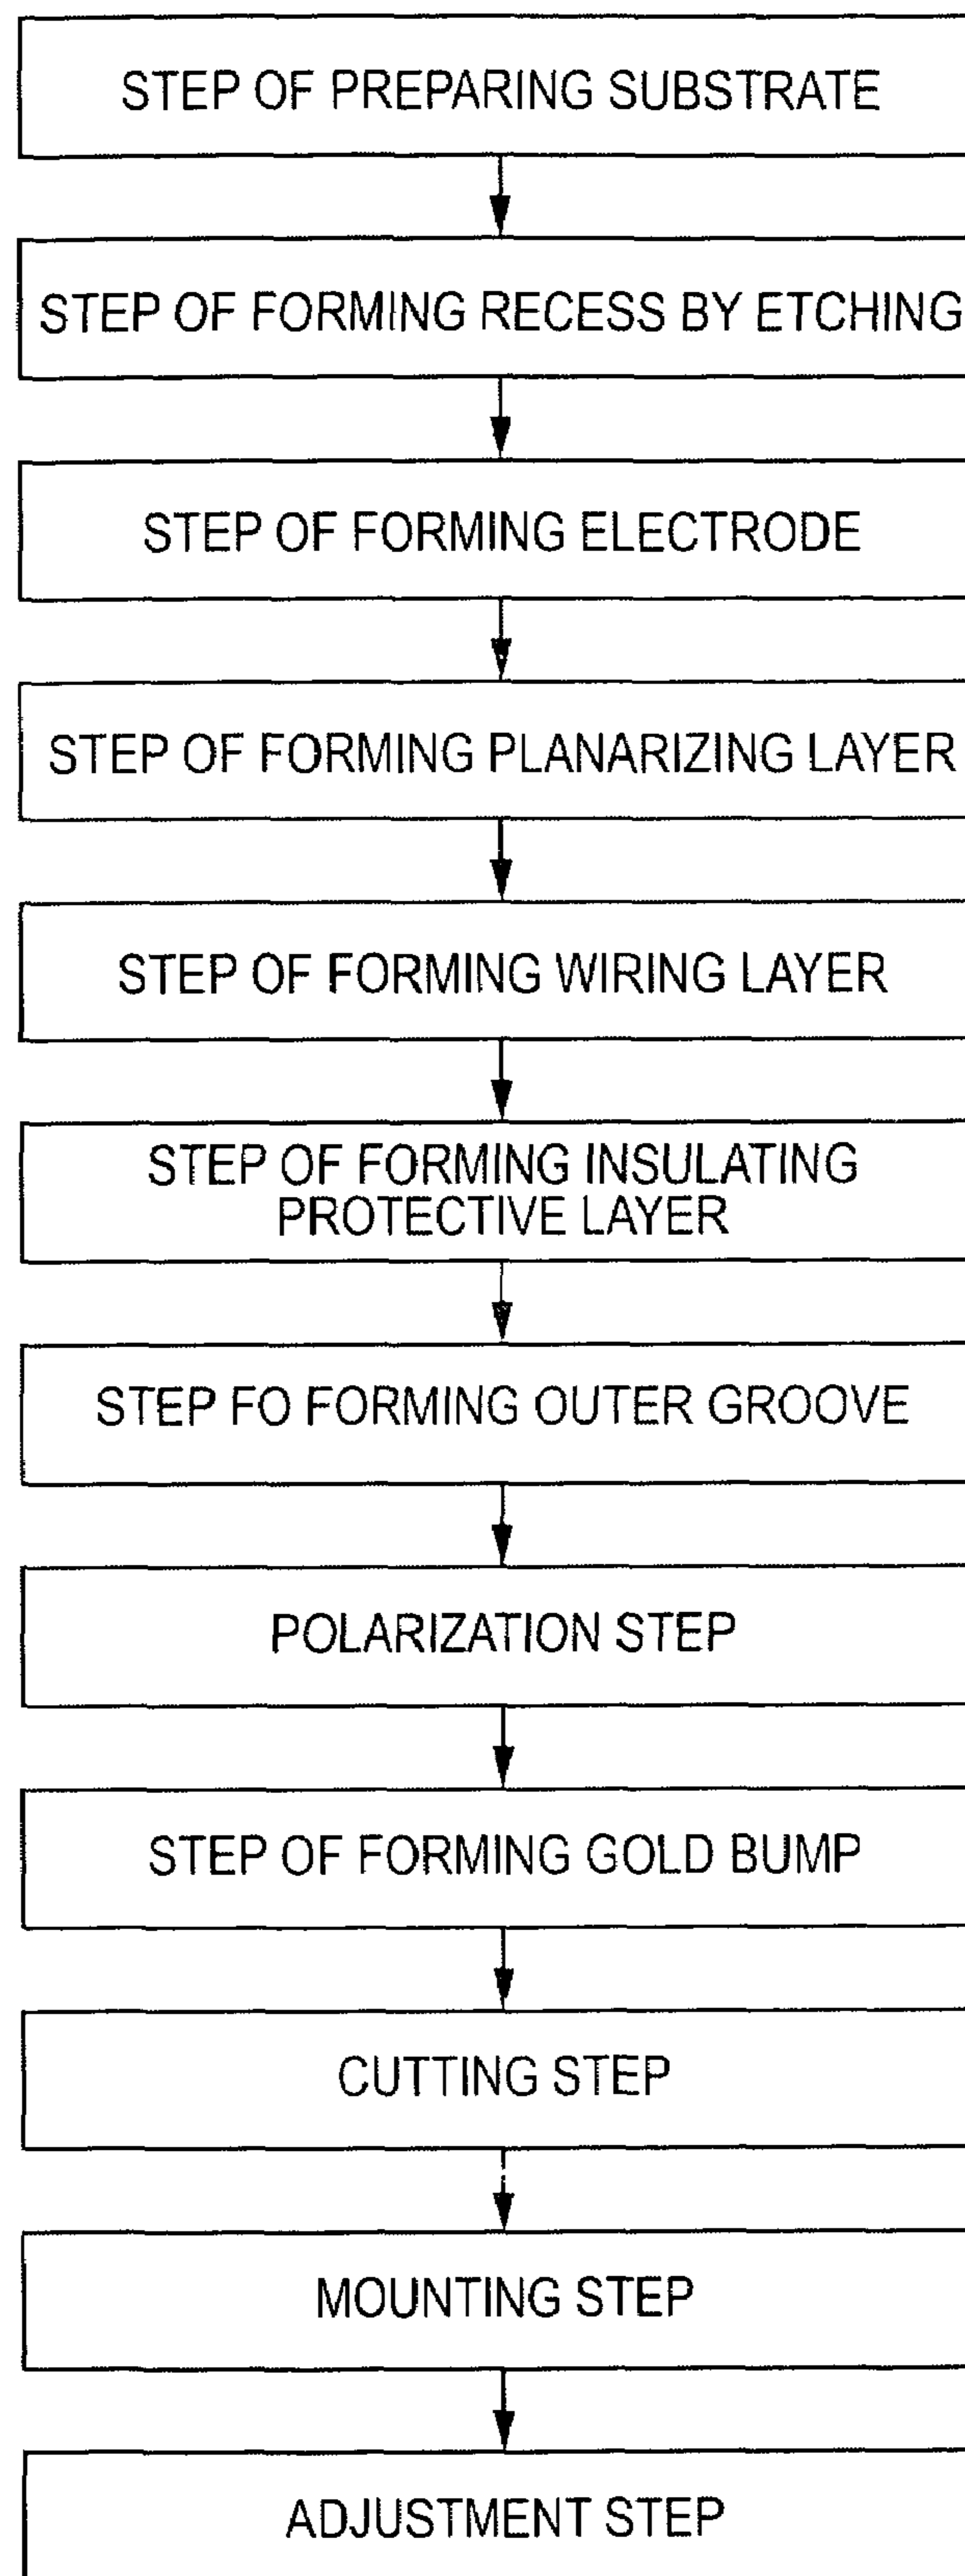 STEP OF PREPARING SUBSTRATE
STEP OF FORMING RECESS BY ETCHING
STEP OF FORMING ELECTRODE
STEP OF FORMING PLANARIZING LAYER
STEP OF FORMING WIRING LAYER
STEP OF FORMING INSULATING
PROTECTIVE LAYER
STEP FO FORMING OUTER GROOVE
POLARIZATION STEP
STEP OF FORMING GOLD BUMP
CUTTING STEP
MOUNTING STEP
ADJUSTMENT STEP